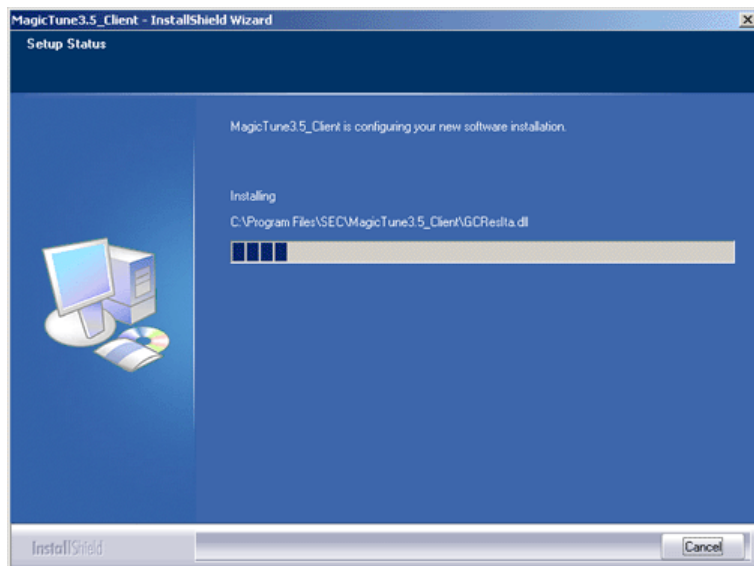 MagicTune3.5_Client - InstallShield Wizard
Setup Status
MagicTune3.5_Client is configuring your new software installation.
Installing
C:\Program Files\SEC\MagicTune3.5_Client\GCResIta.dll
InstallShield
Cancel